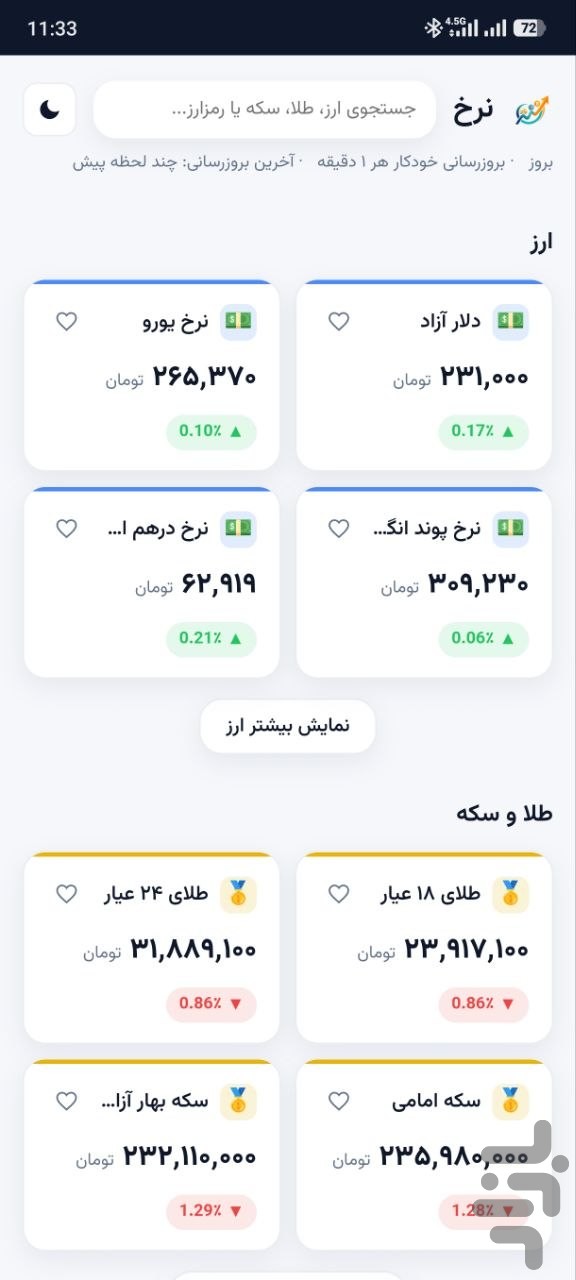 11:33
4.5G 72
نرخ
جستجوی ارز، طلا، سکه یا رمزارز...
بروز · بروزرسانی خودکار هر ۱ دقیقه · آخرین بروزرسانی: چند لحظه پیش
ارز
دلار آزاد
۲۳۱,۰۰۰ تومان
▲ 0.17٪
نرخ یورو
۲۶۵,۳۷۰ تومان
▲ 0.10٪
نرخ پوند انگ...
۳۰۹,۲۳۰ تومان
▲ 0.06٪
نرخ درهم ا...
۶۲,۹۱۹ تومان
▲ 0.21٪
نمایش بیشتر ارز
طلا و سکه
طلای ۱۸ عیار
۲۳,۹۱۷,۱۰۰ تومان
▼ 0.86٪
طلای ۲۴ عیار
۳۱,۸۸۹,۱۰۰ تومان
▼ 0.86٪
سکه امامی
۲۳۵,۹۸۰,۰۰۰ تومان
▼ 1.28٪
سکه بهار آزا...
۲۳۲,۱۱۰,۰۰۰ تومان
▼ 1.29٪